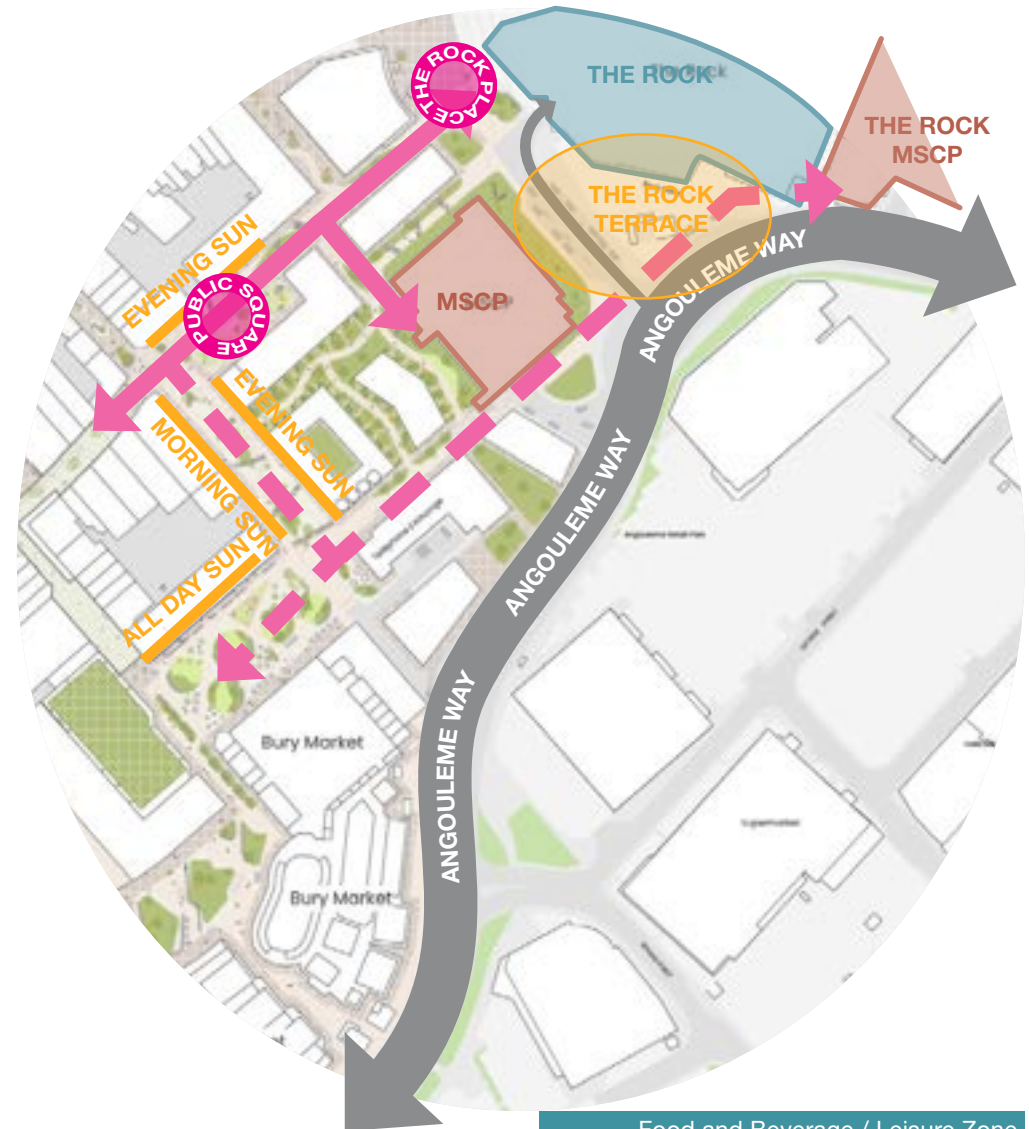 THE ROCK PLACE
THE ROCK
THE ROCK
MSCP
THE ROCK
TERRACE
ANGOULEME WAY
EVENING SUN
PUBLIC SQUARE
MSCP
EVENING SUN
MORNING SUN
ALL DAY SUN
ANGOULEME WAY
ANGOULEME WAY
Bury Market
Bury Market
Supermarket
Food and Beverage / Leisure Zone